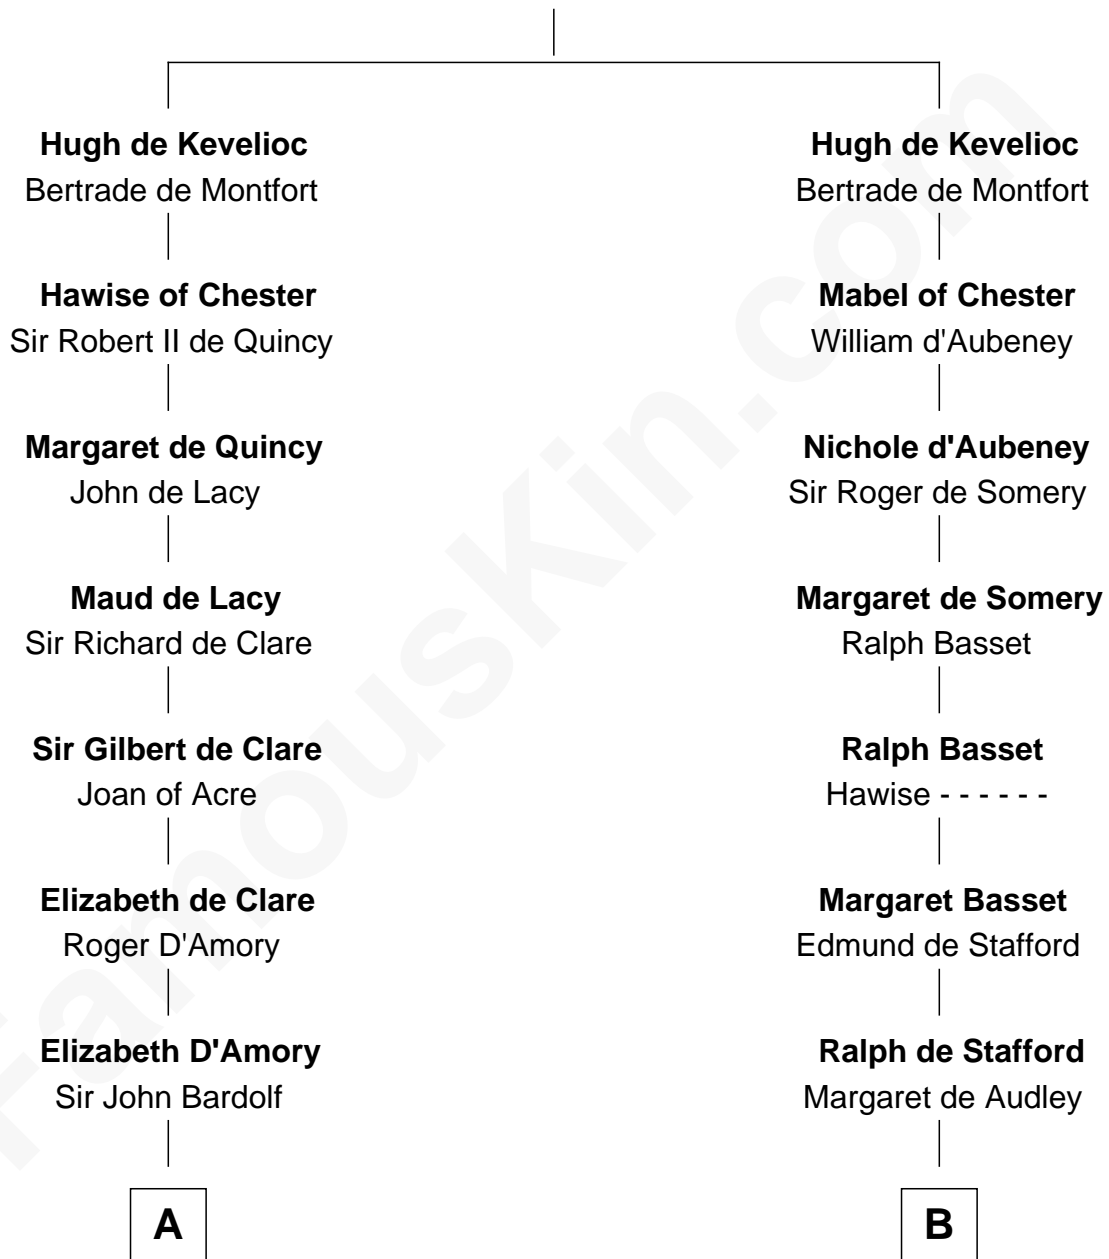 Hugh de Kevelioc
Bertrade de Montfort
Hawise of Chester
Sir Robert II de Quincy
Margaret de Quincy
John de Lacy
Maud de Lacy
Sir Richard de Clare
Sir Gilbert de Clare
Joan of Acre
Elizabeth de Clare
Roger D'Amory
Elizabeth D'Amory
Sir John Bardolf
A
Hugh de Kevelioc
Bertrade de Montfort
Mabel of Chester
William d'Aubeney
Nichole d'Aubeney
Sir Roger de Somery
Margaret de Somery
Ralph Basset
Ralph Basset
Hawise - - - - - -
Margaret Basset
Edmund de Stafford
Ralph de Stafford
Margaret de Audley
B
FamousKin.com